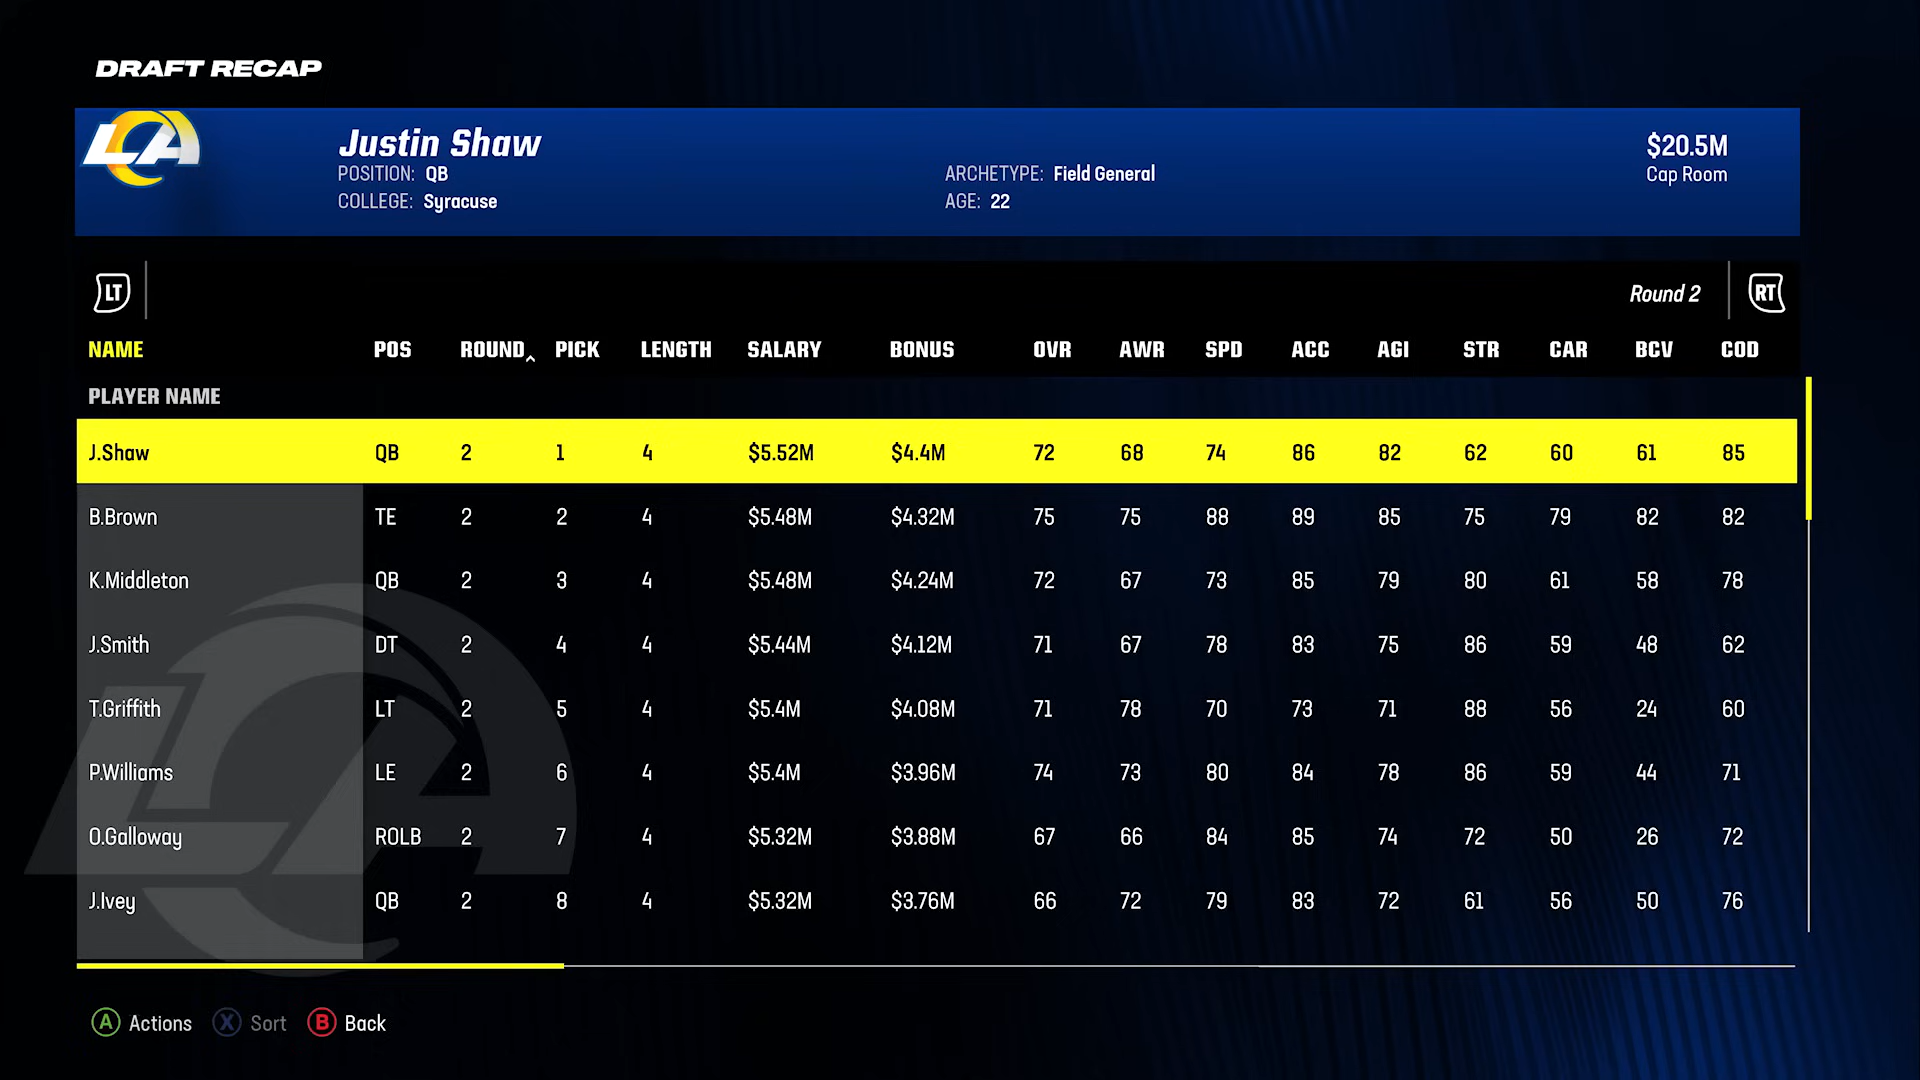 DRAFT RECAP
LA
Justin Shaw
POSITION: QB
COLLEGE: Syracuse
ARCHETYPE: Field General
AGE: 22
$20.5M
Cap Room
LT
Round 2
RT
NAME POS ROUND PICK LENGTH SALARY BONUS OVR AWR SPD ACC AGI STR CAR BCV COD
PLAYER NAME
J.Shaw QB 2 1 4 $5.52M $4.4M 72 68 74 86 82 62 60 61 85
B.Brown TE 2 2 4 $5.48M $4.32M 75 75 88 89 85 75 79 82 82
K.Middleton QB 2 3 4 $5.48M $4.24M 72 67 73 85 79 80 61 58 78
J.Smith DT 2 4 4 $5.44M $4.12M 71 67 78 83 75 86 59 48 62
T.Griffith LT 2 5 4 $5.4M $4.08M 71 78 70 73 71 88 56 24 60
P.Williams LE 2 6 4 $5.4M $3.96M 74 73 80 84 78 86 59 44 71
O.Galloway ROLB 2 7 4 $5.32M $3.88M 67 66 84 85 74 72 50 26 72
J.Ivey QB 2 8 4 $5.32M $3.76M 66 72 79 83 72 61 56 50 76
A Actions X Sort B Back